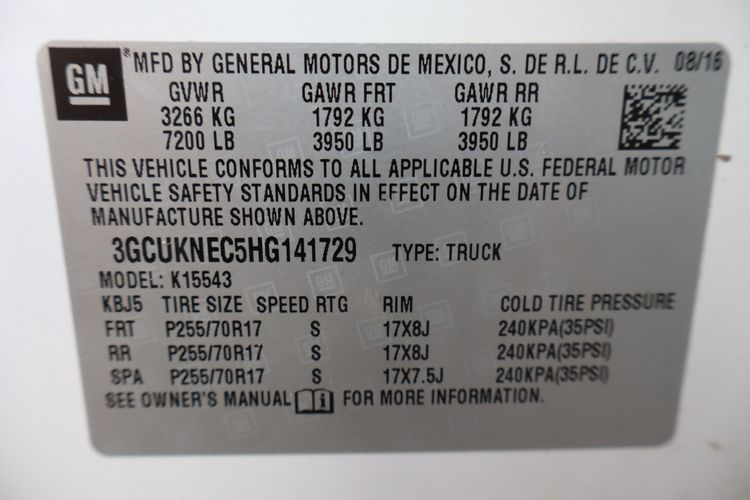 GM
® MFD BY GENERAL MOTORS DE MEXICO, S. DE R.L. DE C.V. 08/16
GVWR GAWR FRT GAWR RR
3266 KG 1792 KG 1792 KG
7200 LB 3950 LB 3950 LB
THIS VEHICLE CONFORMS TO ALL APPLICABLE U.S. FEDERAL MOTOR
VEHICLE SAFETY STANDARDS IN EFFECT ON THE DATE OF
MANUFACTURE SHOWN ABOVE.
3GCUKNEC5HG141729 TYPE: TRUCK
MODEL: K15543
KBJ5 TIRE SIZE SPEED RTG RIM COLD TIRE PRESSURE
FRT P255/70R17 S 17X8J 240KPA(35PSI)
RR P255/70R17 S 17X8J 240KPA(35PSI)
SPA P255/70R17 S 17X7.5J 240KPA(35PSI)
SEE OWNER'S MANUAL i FOR MORE INFORMATION.